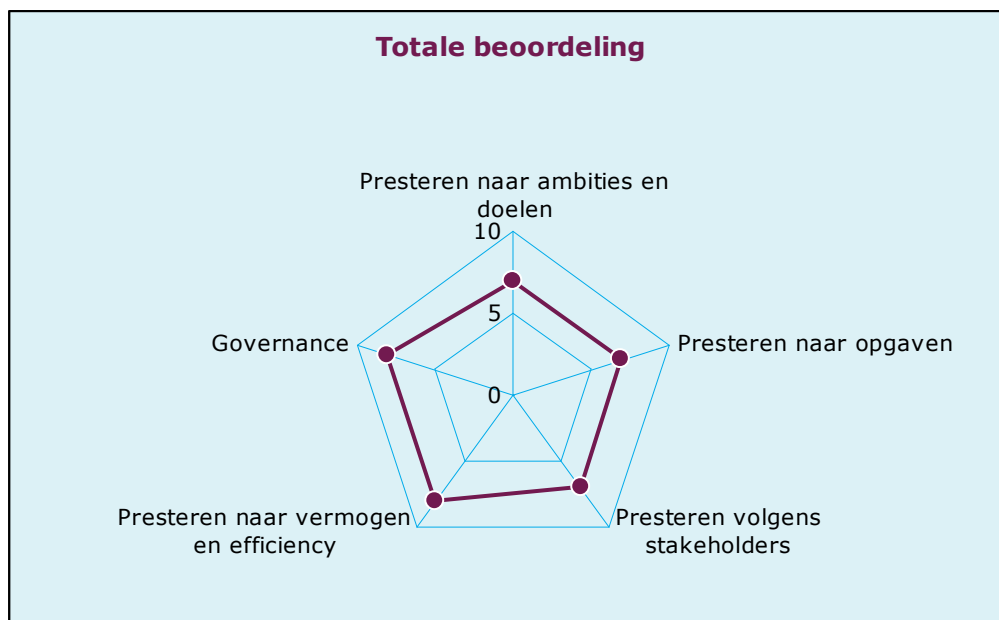 Totale beoordeling
Presteren naar ambities en
doelen
10
5
0
Governance
Presteren naar opgaven
Presteren naar vermogen
en efficiency
Presteren volgens
stakeholders